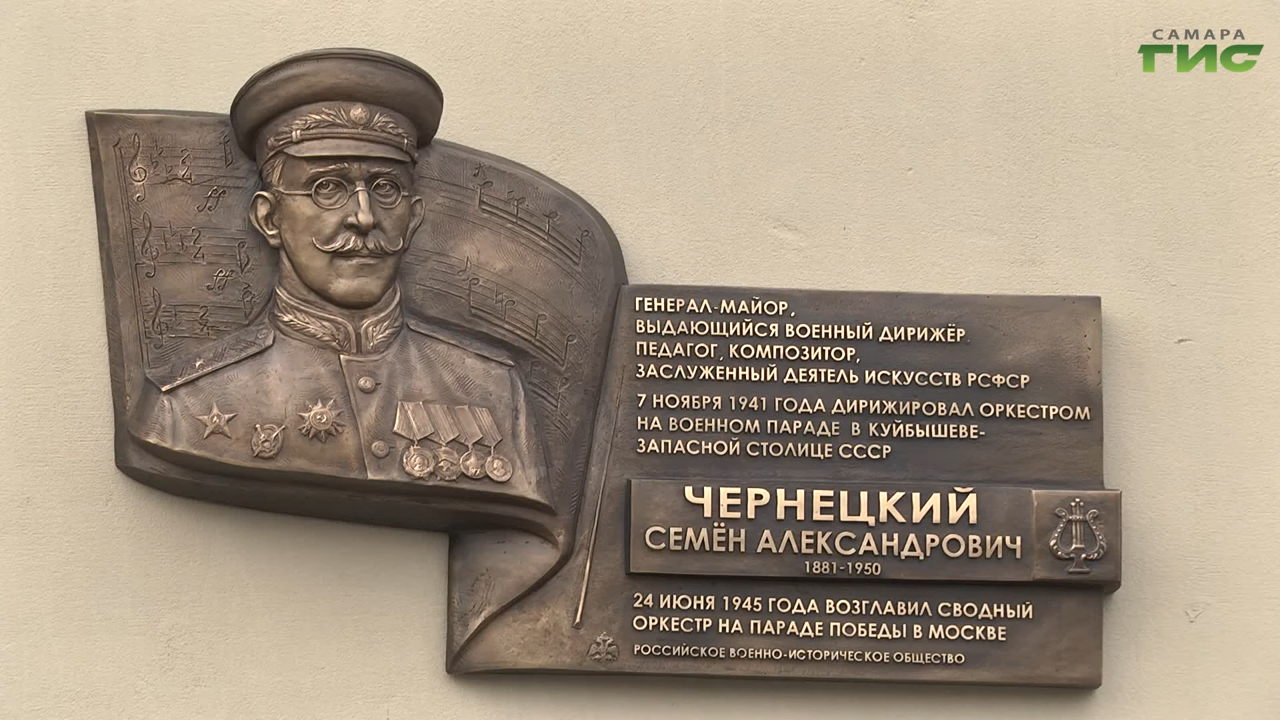 САМАРА
ГИС
ГЕНЕРАЛ-МАЙОР,
ВЫДАЮЩИЙСЯ ВОЕННЫЙ ДИРИЖЁР,
ПЕДАГОГ, КОМПОЗИТОР,
ЗАСЛУЖЕННЫЙ ДЕЯТЕЛЬ ИСКУССТВ РСФСР
7 НОЯБРЯ 1941 ГОДА ДИРИЖИРОВАЛ ОРКЕСТРОМ
НА ВОЕННОМ ПАРАДЕ В КУЙБЫШЕВЕ-
ЗАПАСНОЙ СТОЛИЦЕ СССР
ЧЕРНЕЦКИЙ
СЕМЁН АЛЕКСАНДРОВИЧ
1881-1950
24 ИЮНЯ 1945 ГОДА ВОЗГЛАВИЛ СВОДНЫЙ
ОРКЕСТР НА ПАРАДЕ ПОБЕДЫ В МОСКВЕ
РОССИЙСКОЕ ВОЕННО-ИСТОРИЧЕСКОЕ ОБЩЕСТВО